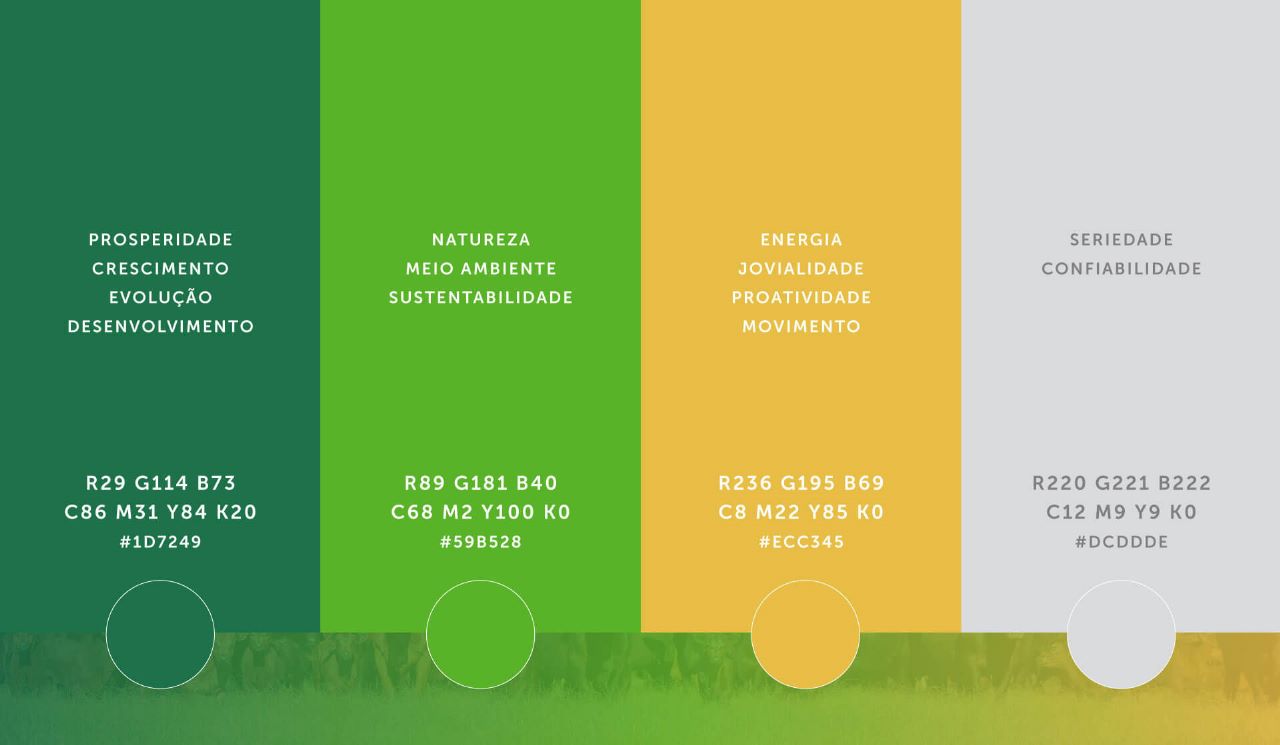 PROSPERIDADE
CRESCIMENTO
EVOLUÇÃO
DESENVOLVIMENTO
R29 G114 B73
C86 M31 Y84 K20
#1D7249
NATUREZA
MEIO AMBIENTE
SUSTENTABILIDADE
R89 G181 B40
C68 M2 Y100 K0
#59B528
ENERGIA
JOVIALIDADE
PROATIVIDADE
MOVIMENTO
R236 G195 B69
C8 M22 Y85 K0
#ECC345
SERIEDADE
CONFIABILIDADE
R220 G221 B222
C12 M9 Y9 K0
#DCDDDE